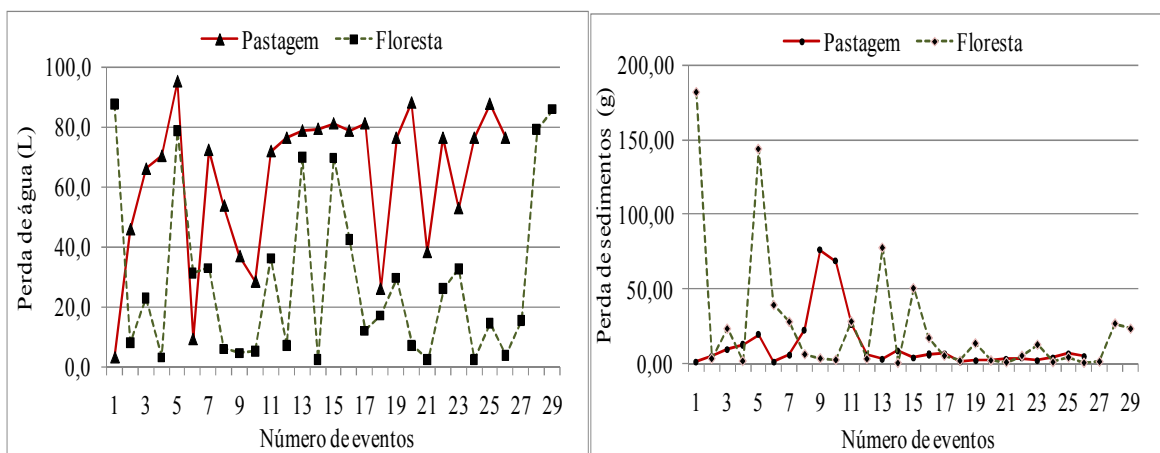 Pastagem Floresta
Perda de água (L)
100,0
80,0
60,0
40,0
20,0
0,0
1 3 5 7 9 11 13 15 17 19 21 23 25 27 29
Número de eventos
Pastagem Floresta
Perda de sedimentos (g)
200,00
150,00
100,00
50,00
0,00
1 3 5 7 9 11 13 15 17 19 21 23 25 27 29
Número de eventos